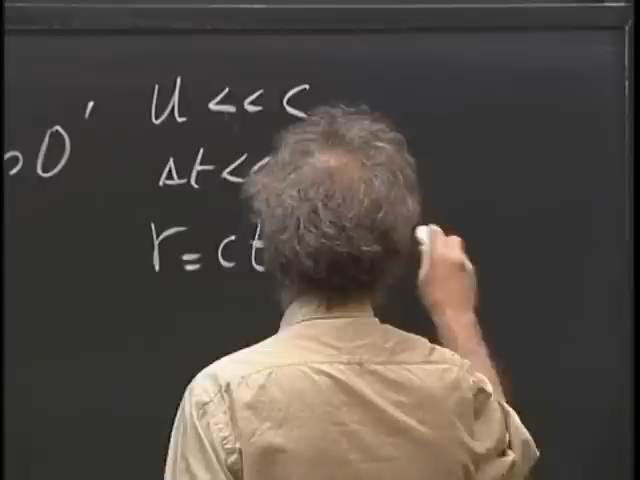 O' u << c
Δt <<
r = ct